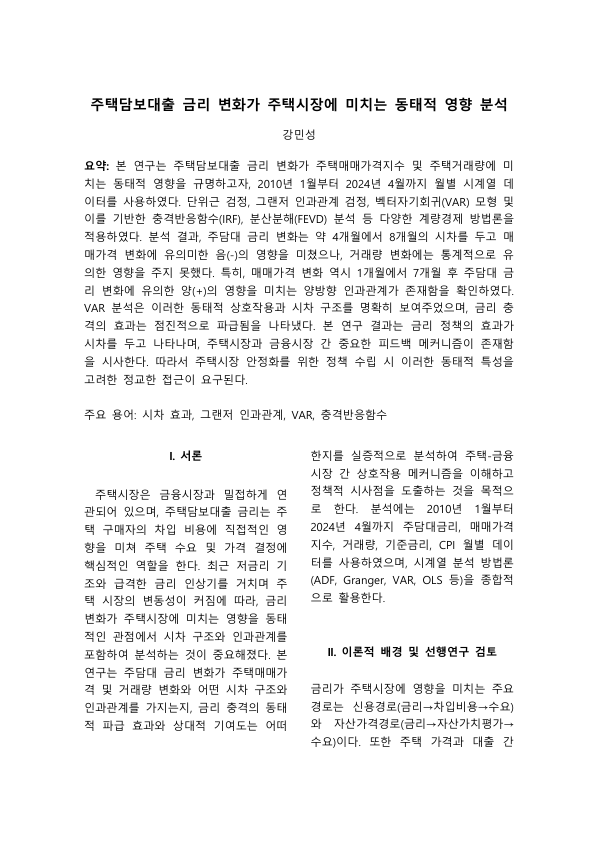 주택담보대출 금리 변화가 주택시장에 미치는 동태적 영향 분석
강민성
요약: 본 연구는 주택담보대출 금리 변화가 주택매매가격지수 및 주택거래량에 미
치는 동태적 영향을 규명하고자, 2010년 1월부터 2024년 4월까지 월별 시계열 데
이터를 사용하였다. 단위근 검정, 그랜저 인과관계 검정, 벡터자기회귀(VAR) 모형 및
이를 기반한 충격반응함수(IRF), 분산분해(FEVD) 분석 등 다양한 계량경제 방법론을
적용하였다. 분석 결과, 주담대 금리 변화는 약 4개월에서 8개월의 시차를 두고 매
매가격 변화에 유의미한 음(-)의 영향을 미쳤으나, 거래량 변화에는 통계적으로 유
의한 영향을 주지 못했다. 특히, 매매가격 변화 역시 1개월에서 7개월 후 주담대 금
리 변화에 유의한 양(+)의 영향을 미치는 양방향 인과관계가 존재함을 확인하였다.
VAR 분석은 이러한 동태적 상호작용과 시차 구조를 명확히 보여주었으며, 금리 충
격의 효과는 점진적으로 파급됨을 나타냈다. 본 연구 결과는 금리 정책의 효과가
시차를 두고 나타나며, 주택시장과 금융시장 간 중요한 피드백 메커니즘이 존재함
을 시사한다. 따라서 주택시장 안정화를 위한 정책 수립 시 이러한 동태적 특성을
고려한 정교한 접근이 요구된다.
주요 용어: 시차 효과, 그랜저 인과관계, VAR, 충격반응함수
I. 서론
주택시장은 금융시장과 밀접하게 연
관되어 있으며, 주택담보대출 금리는 주
택 구매자의 차입 비용에 직접적인 영
향을 미쳐 주택 수요 및 가격 결정에
핵심적인 역할을 한다. 최근 저금리 기
조와 급격한 금리 인상기를 거치며 주
택 시장의 변동성이 커짐에 따라, 금리
변화가 주택시장에 미치는 영향을 동태
적인 관점에서 시차 구조와 인과관계를
포함하여 분석하는 것이 중요해졌다. 본
연구는 주담대 금리 변화가 주택매매가
격 및 거래량 변화와 어떤 시차 구조와
인과관계를 가지는지, 금리 충격의 동태
적 파급 효과와 상대적 기여도는 어떠
한지를 실증적으로 분석하여 주택-금융
시장 간 상호작용 메커니즘을 이해하고
정책적 시사점을 도출하는 것을 목적으
로 한다. 분석에는 2010년 1월부터
2024년 4월까지 주담대금리, 매매가격
지수, 거래량, 기준금리, CPI 월별 데이
터를 사용하였으며, 시계열 분석 방법론
(ADF, Granger, VAR, OLS 등)을 종합적
으로 활용한다.
II. 이론적 배경 및 선행연구 검토
금리가 주택시장에 영향을 미치는 주요
경로는 신용경로(금리→차입비용→수요)
와 자산가격경로(금리→자산가치평가→
수요)이다. 또한 주택 가격과 대출 간